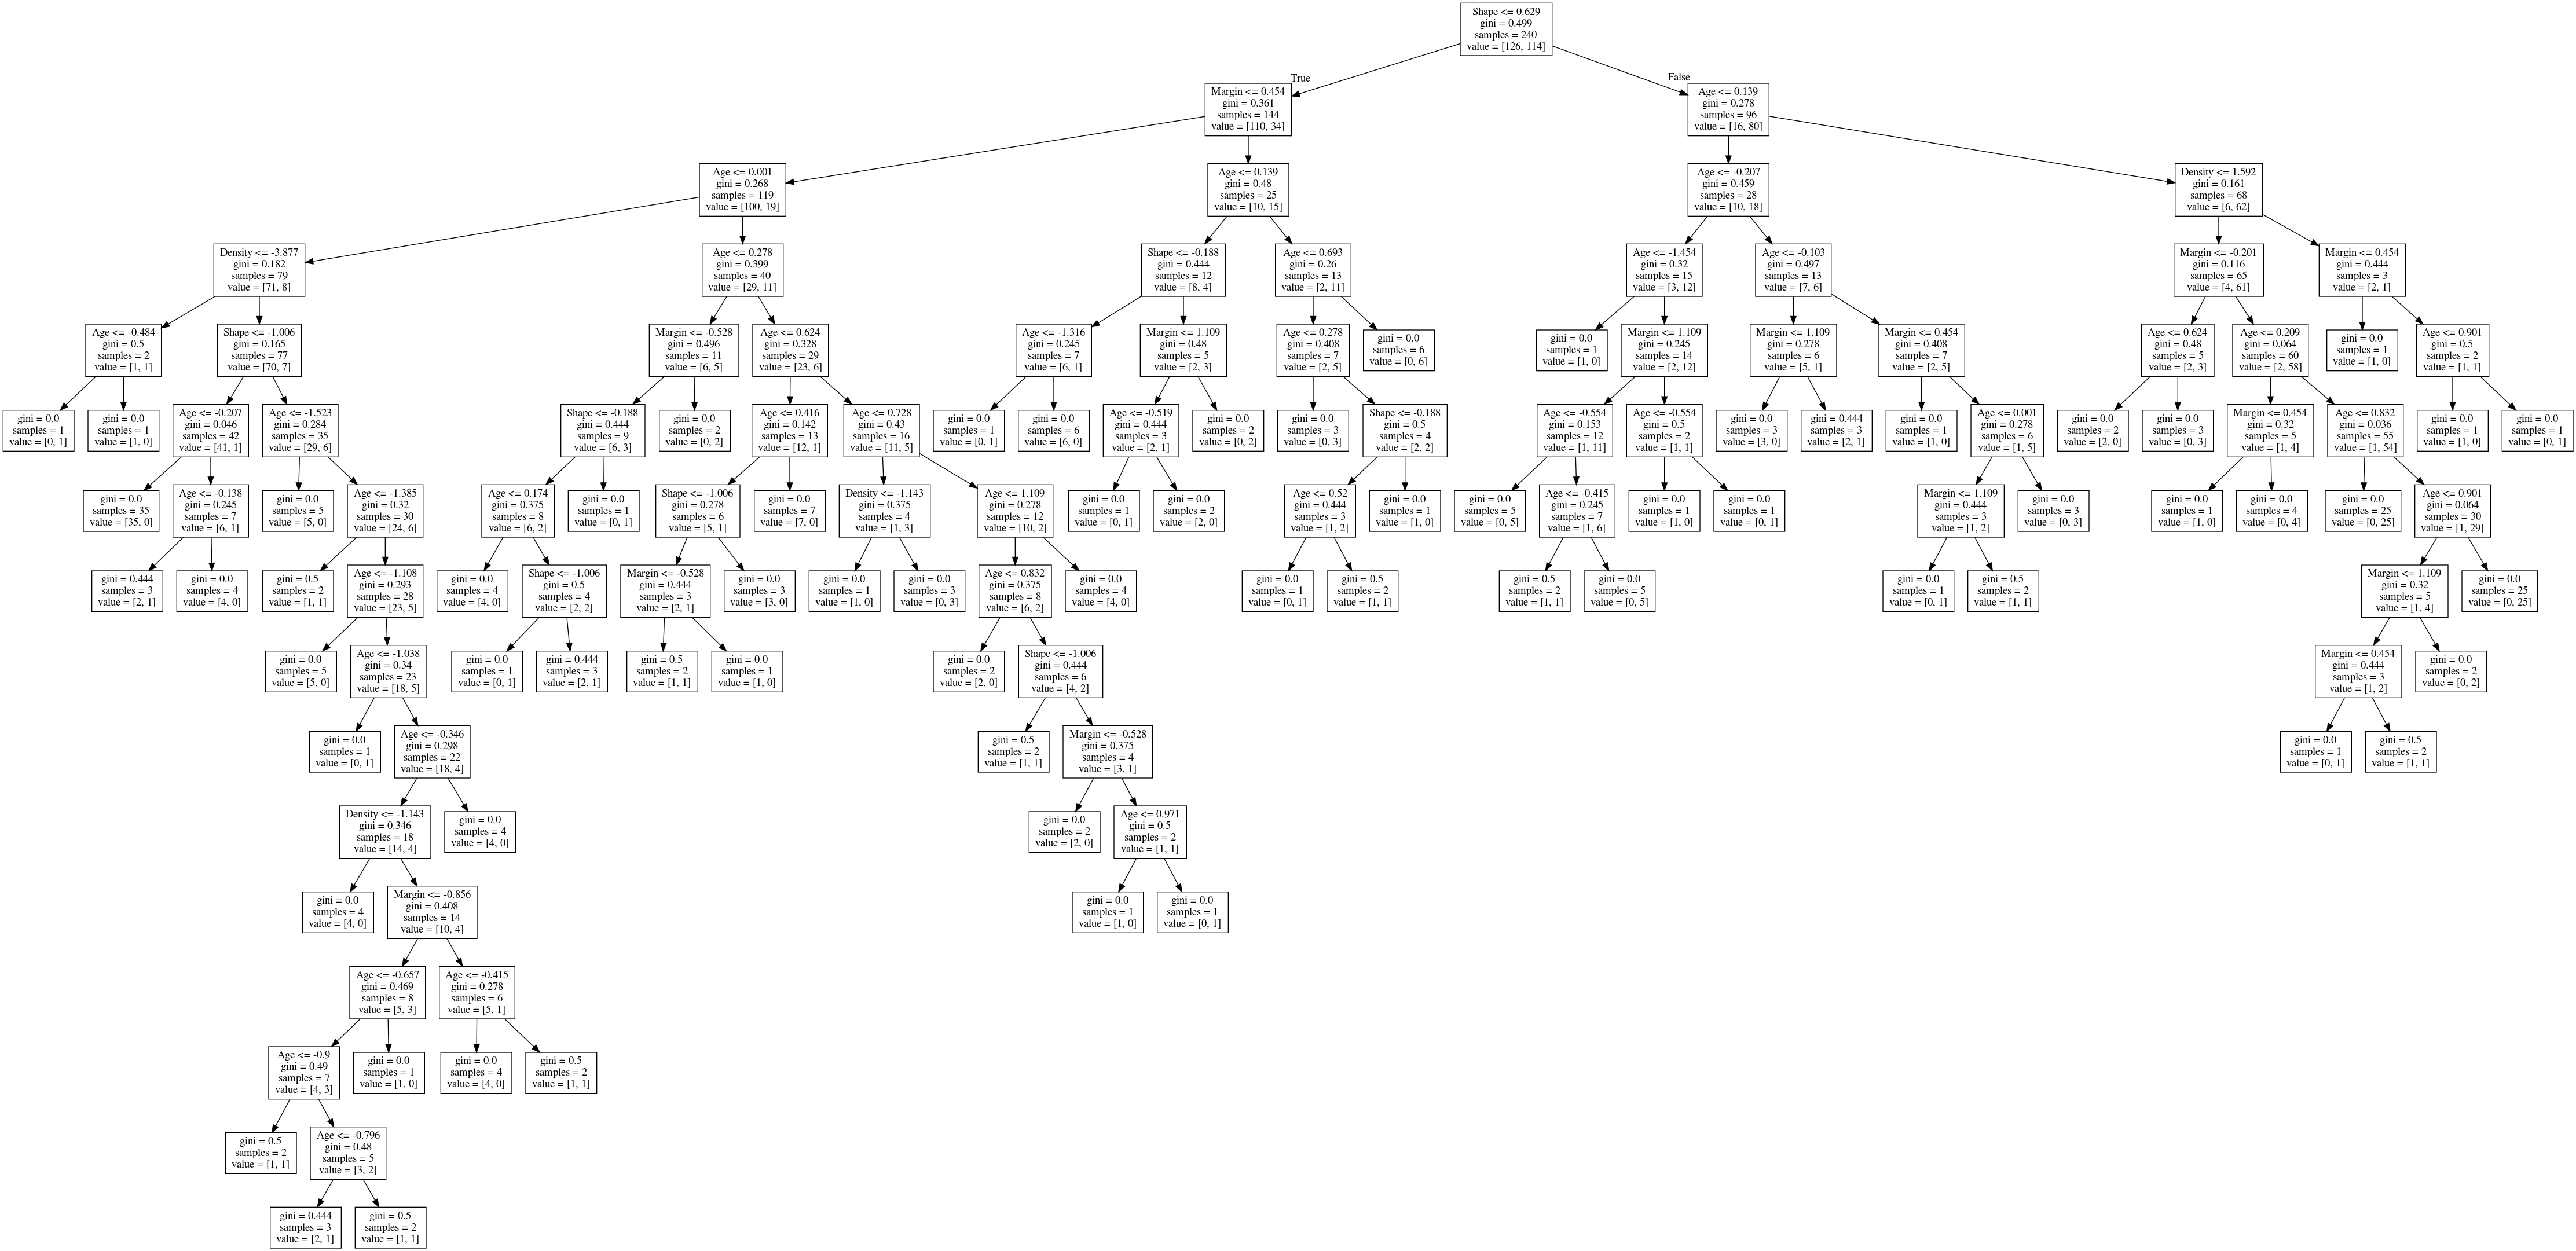 Shape <= 0.629
gini = 0.499
samples = 240
value = [126, 114]
True
False
Margin <= 0.454
gini = 0.361
samples = 144
value = [110, 34]
Age <= 0.139
gini = 0.278
samples = 96
value = [16, 80]
Age <= 0.001
gini = 0.268
samples = 119
value = [100, 19]
Age <= 0.139
gini = 0.48
samples = 25
value = [10, 15]
Age <= -0.207
gini = 0.459
samples = 28
value = [10, 18]
Density <= 1.592
gini = 0.161
samples = 68
value = [6, 62]
Density <= -3.877
gini = 0.182
samples = 79
value = [71, 8]
Age <= 0.278
gini = 0.399
samples = 40
value = [29, 11]
Shape <= -0.188
gini = 0.444
samples = 12
value = [8, 4]
Age <= 0.693
gini = 0.26
samples = 13
value = [2, 11]
Age <= -1.454
gini = 0.32
samples = 15
value = [3, 12]
Age <= -0.103
gini = 0.497
samples = 13
value = [7, 6]
Margin <= -0.201
gini = 0.116
samples = 65
value = [4, 61]
Margin <= 0.454
gini = 0.444
samples = 3
value = [2, 1]
Age <= -0.484
gini = 0.5
samples = 2
value = [1, 1]
Shape <= -1.006
gini = 0.165
samples = 77
value = [70, 7]
Margin <= -0.528
gini = 0.496
samples = 11
value = [6, 5]
Age <= 0.624
gini = 0.328
samples = 29
value = [23, 6]
Age <= -1.316
gini = 0.245
samples = 7
value = [6, 1]
Margin <= 1.109
gini = 0.48
samples = 5
value = [2, 3]
Age <= 0.278
gini = 0.408
samples = 7
value = [2, 5]
gini = 0.0
samples = 6
value = [0, 6]
gini = 0.0
samples = 1
value = [1, 0]
Margin <= 1.109
gini = 0.245
samples = 14
value = [2, 12]
Margin <= 1.109
gini = 0.278
samples = 6
value = [5, 1]
Margin <= 0.454
gini = 0.408
samples = 7
value = [2, 5]
Age <= 0.624
gini = 0.48
samples = 5
value = [2, 3]
Age <= 0.209
gini = 0.064
samples = 60
value = [2, 58]
gini = 0.0
samples = 1
value = [1, 0]
Age <= 0.901
gini = 0.5
samples = 2
value = [1, 1]
gini = 0.0
samples = 1
value = [0, 1]
gini = 0.0
samples = 1
value = [1, 0]
Age <= -0.207
gini = 0.046
samples = 42
value = [41, 1]
Age <= -1.523
gini = 0.284
samples = 35
value = [29, 6]
Shape <= -0.188
gini = 0.444
samples = 9
value = [6, 3]
gini = 0.0
samples = 2
value = [0, 2]
Age <= 0.416
gini = 0.142
samples = 13
value = [12, 1]
Age <= 0.728
gini = 0.43
samples = 16
value = [11, 5]
gini = 0.0
samples = 1
value = [0, 1]
gini = 0.0
samples = 6
value = [6, 0]
Age <= -0.519
gini = 0.444
samples = 3
value = [2, 1]
gini = 0.0
samples = 2
value = [0, 2]
gini = 0.0
samples = 3
value = [0, 3]
Shape <= -0.188
gini = 0.5
samples = 4
value = [2, 2]
Age <= -0.554
gini = 0.153
samples = 12
value = [1, 11]
Age <= -0.554
gini = 0.5
samples = 2
value = [1, 1]
gini = 0.0
samples = 3
value = [3, 0]
gini = 0.444
samples = 3
value = [2, 1]
gini = 0.0
samples = 1
value = [1, 0]
Age <= 0.001
gini = 0.278
samples = 6
value = [1, 5]
gini = 0.0
samples = 2
value = [2, 0]
gini = 0.0
samples = 3
value = [0, 3]
Margin <= 0.454
gini = 0.32
samples = 5
value = [1, 4]
Age <= 0.832
gini = 0.036
samples = 55
value = [1, 54]
gini = 0.0
samples = 1
value = [1, 0]
gini = 0.0
samples = 1
value = [0, 1]
gini = 0.0
samples = 35
value = [35, 0]
Age <= -0.138
gini = 0.245
samples = 7
value = [6, 1]
gini = 0.0
samples = 5
value = [5, 0]
Age <= -1.385
gini = 0.32
samples = 30
value = [24, 6]
Age <= 0.174
gini = 0.375
samples = 8
value = [6, 2]
gini = 0.0
samples = 1
value = [0, 1]
Shape <= -1.006
gini = 0.278
samples = 6
value = [5, 1]
gini = 0.0
samples = 7
value = [7, 0]
Density <= -1.143
gini = 0.375
samples = 4
value = [1, 3]
Age <= 1.109
gini = 0.278
samples = 12
value = [10, 2]
gini = 0.0
samples = 1
value = [0, 1]
gini = 0.0
samples = 2
value = [2, 0]
Age <= 0.52
gini = 0.444
samples = 3
value = [1, 2]
gini = 0.0
samples = 1
value = [1, 0]
gini = 0.0
samples = 5
value = [0, 5]
Age <= -0.415
gini = 0.245
samples = 7
value = [1, 6]
gini = 0.0
samples = 1
value = [1, 0]
gini = 0.0
samples = 1
value = [0, 1]
Margin <= 1.109
gini = 0.444
samples = 3
value = [1, 2]
gini = 0.0
samples = 3
value = [0, 3]
gini = 0.0
samples = 1
value = [1, 0]
gini = 0.0
samples = 4
value = [0, 4]
gini = 0.0
samples = 25
value = [0, 25]
Age <= 0.901
gini = 0.064
samples = 30
value = [1, 29]
gini = 0.444
samples = 3
value = [2, 1]
gini = 0.0
samples = 4
value = [4, 0]
gini = 0.5
samples = 2
value = [1, 1]
Age <= -1.108
gini = 0.293
samples = 28
value = [23, 5]
gini = 0.0
samples = 4
value = [4, 0]
Shape <= -1.006
gini = 0.5
samples = 4
value = [2, 2]
Margin <= -0.528
gini = 0.444
samples = 3
value = [2, 1]
gini = 0.0
samples = 3
value = [3, 0]
gini = 0.0
samples = 1
value = [1, 0]
gini = 0.0
samples = 3
value = [0, 3]
Age <= 0.832
gini = 0.375
samples = 8
value = [6, 2]
gini = 0.0
samples = 4
value = [4, 0]
gini = 0.0
samples = 1
value = [0, 1]
gini = 0.5
samples = 2
value = [1, 1]
gini = 0.5
samples = 2
value = [1, 1]
gini = 0.0
samples = 5
value = [0, 5]
gini = 0.0
samples = 1
value = [0, 1]
gini = 0.5
samples = 2
value = [1, 1]
Margin <= 1.109
gini = 0.32
samples = 5
value = [1, 4]
gini = 0.0
samples = 25
value = [0, 25]
gini = 0.0
samples = 5
value = [5, 0]
Age <= -1.038
gini = 0.34
samples = 23
value = [18, 5]
gini = 0.0
samples = 1
value = [0, 1]
gini = 0.444
samples = 3
value = [2, 1]
gini = 0.5
samples = 2
value = [1, 1]
gini = 0.0
samples = 1
value = [1, 0]
gini = 0.0
samples = 2
value = [2, 0]
Shape <= -1.006
gini = 0.444
samples = 6
value = [4, 2]
Margin <= 0.454
gini = 0.444
samples = 3
value = [1, 2]
gini = 0.0
samples = 2
value = [0, 2]
gini = 0.0
samples = 1
value = [0, 1]
Age <= -0.346
gini = 0.298
samples = 22
value = [18, 4]
gini = 0.5
samples = 2
value = [1, 1]
Margin <= -0.528
gini = 0.375
samples = 4
value = [3, 1]
gini = 0.0
samples = 1
value = [0, 1]
gini = 0.5
samples = 2
value = [1, 1]
Density <= -1.143
gini = 0.346
samples = 18
value = [14, 4]
gini = 0.0
samples = 4
value = [4, 0]
gini = 0.0
samples = 2
value = [2, 0]
Age <= 0.971
gini = 0.5
samples = 2
value = [1, 1]
gini = 0.0
samples = 4
value = [4, 0]
Margin <= -0.856
gini = 0.408
samples = 14
value = [10, 4]
gini = 0.0
samples = 1
value = [1, 0]
gini = 0.0
samples = 1
value = [0, 1]
Age <= -0.657
gini = 0.469
samples = 8
value = [5, 3]
Age <= -0.415
gini = 0.278
samples = 6
value = [5, 1]
Age <= -0.9
gini = 0.49
samples = 7
value = [4, 3]
gini = 0.0
samples = 1
value = [1, 0]
gini = 0.0
samples = 4
value = [4, 0]
gini = 0.5
samples = 2
value = [1, 1]
gini = 0.5
samples = 2
value = [1, 1]
Age <= -0.796
gini = 0.48
samples = 5
value = [3, 2]
gini = 0.444
samples = 3
value = [2, 1]
gini = 0.5
samples = 2
value = [1, 1]